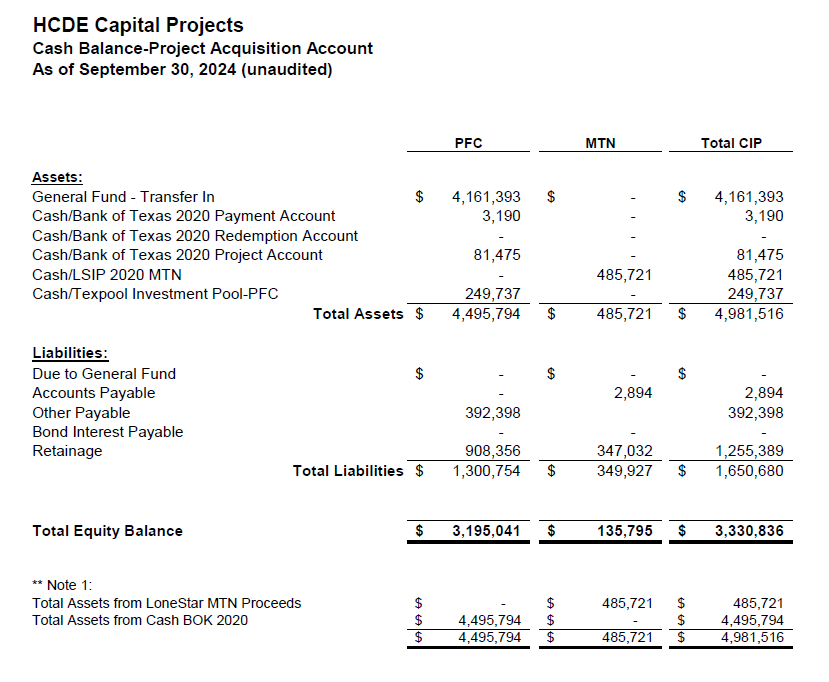 HCDE Capital Projects
Cash Balance-Project Acquisition Account
As of September 30, 2024 (unaudited)
PFC MTN Total CIP
Assets:
General Fund - Transfer In $ 4,161,393 $ - $ 4,161,393
Cash/Bank of Texas 2020 Payment Account 3,190 - 3,190
Cash/Bank of Texas 2020 Redemption Account - - -
Cash/Bank of Texas 2020 Project Account 81,475 - 81,475
Cash/LSIP 2020 MTN - 485,721 485,721
Cash/Texpool Investment Pool-PFC 249,737 - 249,737
Total Assets $ 4,495,794 $ 485,721 $ 4,981,516
Liabilities:
Due to General Fund $ - $ - $ -
Accounts Payable - 2,894 2,894
Other Payable 392,398 392,398
Bond Interest Payable - - -
Retainage 908,356 347,032 1,255,389
Total Liabilities $ 1,300,754 $ 349,927 $ 1,650,680
Total Equity Balance $ 3,195,041 $ 135,795 $ 3,330,836
** Note 1:
Total Assets from LoneStar MTN Proceeds $ - $ 485,721 $ 485,721
Total Assets from Cash BOK 2020 $ 4,495,794 $ - $ 4,495,794
$ 4,495,794 $ 485,721 $ 4,981,516